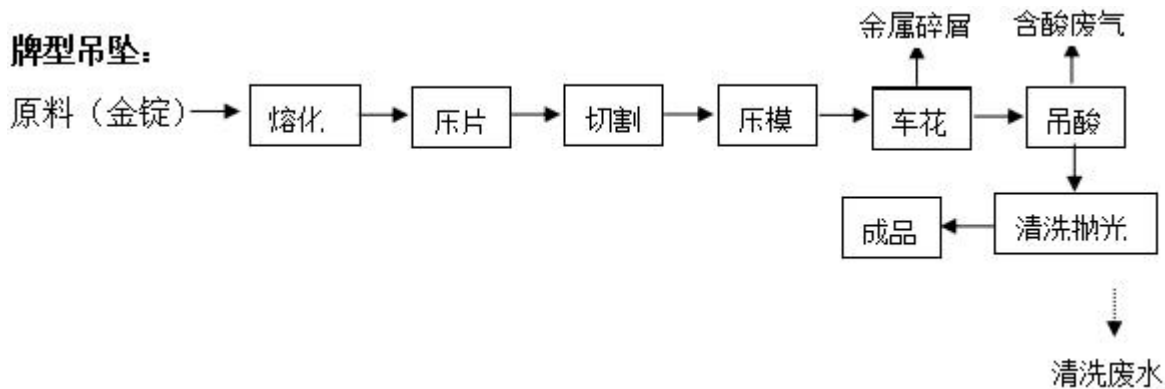 牌型吊坠：
金属碎屑 含酸废气
原料（金锭） 熔化 压片 切割 压模 车花 吊酸
成品 清洗抛光
清洗废水